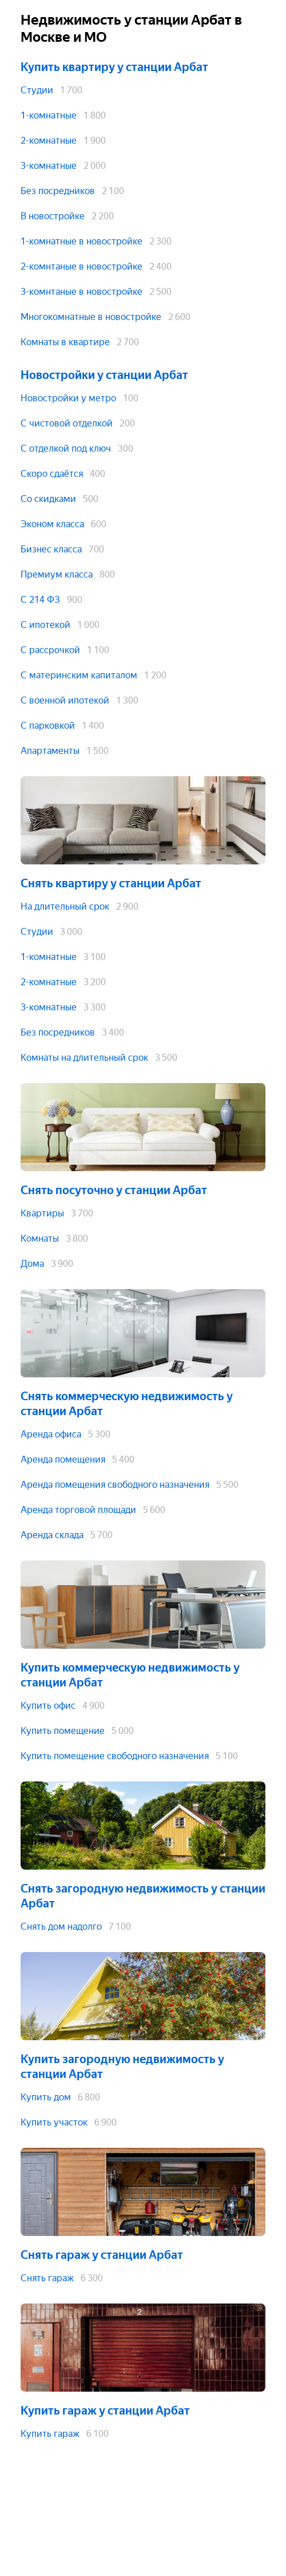 Недвижимость у станции Арбат в
Москве и МО
Купить квартиру у станции Арбат
Студии 1 700
1-комнатные 1 800
2-комнатные 1 900
3-комнатные 2 000
Без посредников 2 100
В новостройке 2 200
1-комнатные в новостройке 2 300
2-комнтаные в новостройке 2 400
3-комнтаные в новостройке 2 500
Многокомнатные в новостройке 2 600
Комнаты в квартире 2 700
Новостройки у станции Арбат
Новостройки у метро 100
С чистовой отделкой 200
С отделкой под ключ 300
Скоро сдаётся 400
Со скидками 500
Эконом класса 600
Бизнес класса 700
Премиум класса 800
С 214 ФЗ 900
С ипотекой 1 000
С рассрочкой 1 100
С материнским капиталом 1 200
С военной ипотекой 1 300
С парковкой 1 400
Апартаменты 1 500
Снять квартиру у станции Арбат
На длительный срок 2 900
Студии 3 000
1-комнатные 3 100
2-комнатные 3 200
3-комнатные 3 300
Без посредников 3 400
Комнаты на длительный срок 3 500
Снять посуточно у станции Арбат
Квартиры 3 700
Комнаты 3 800
Дома 3 900
Снять коммерческую недвижимость у
станции Арбат
Аренда офиса 5 300
Аренда помещения 5 400
Аренда помещения свободного назначения 5 500
Аренда торговой площади 5 600
Аренда склада 5 700
Купить коммерческую недвижимость у
станции Арбат
Купить офис 4 900
Купить помещение 5 000
Купить помещение свободного назначения 5 100
Снять загородную недвижимость у станции
Арбат
Снять дом надолго 7 100
Купить загородную недвижимость у
станции Арбат
Купить дом 6 800
Купить участок 6 900
Снять гараж у станции Арбат
Снять гараж 6 300
2
Купить гараж у станции Арбат
Купить гараж 6 100